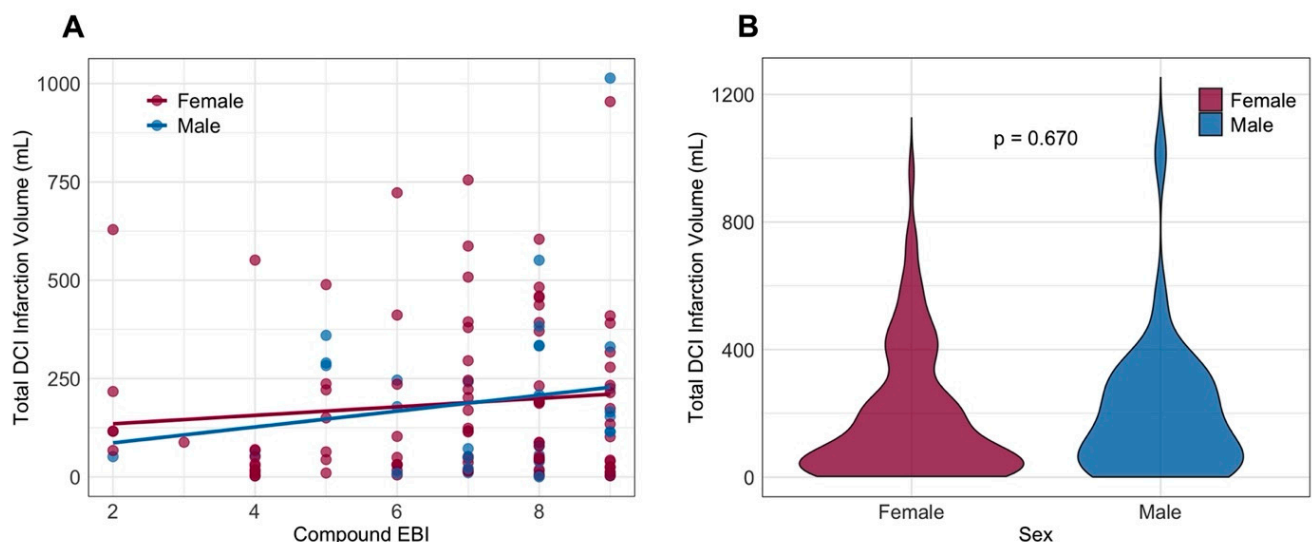 A
Total DCI Infarction Volume (mL)
1000
750
500
250
0
Female
Male
2
4
6
8
Compound EBI
B
Total DCI Infarction Volume (mL)
1200
800
400
0
p = 0.670
Female
Male
Female
Male
Sex